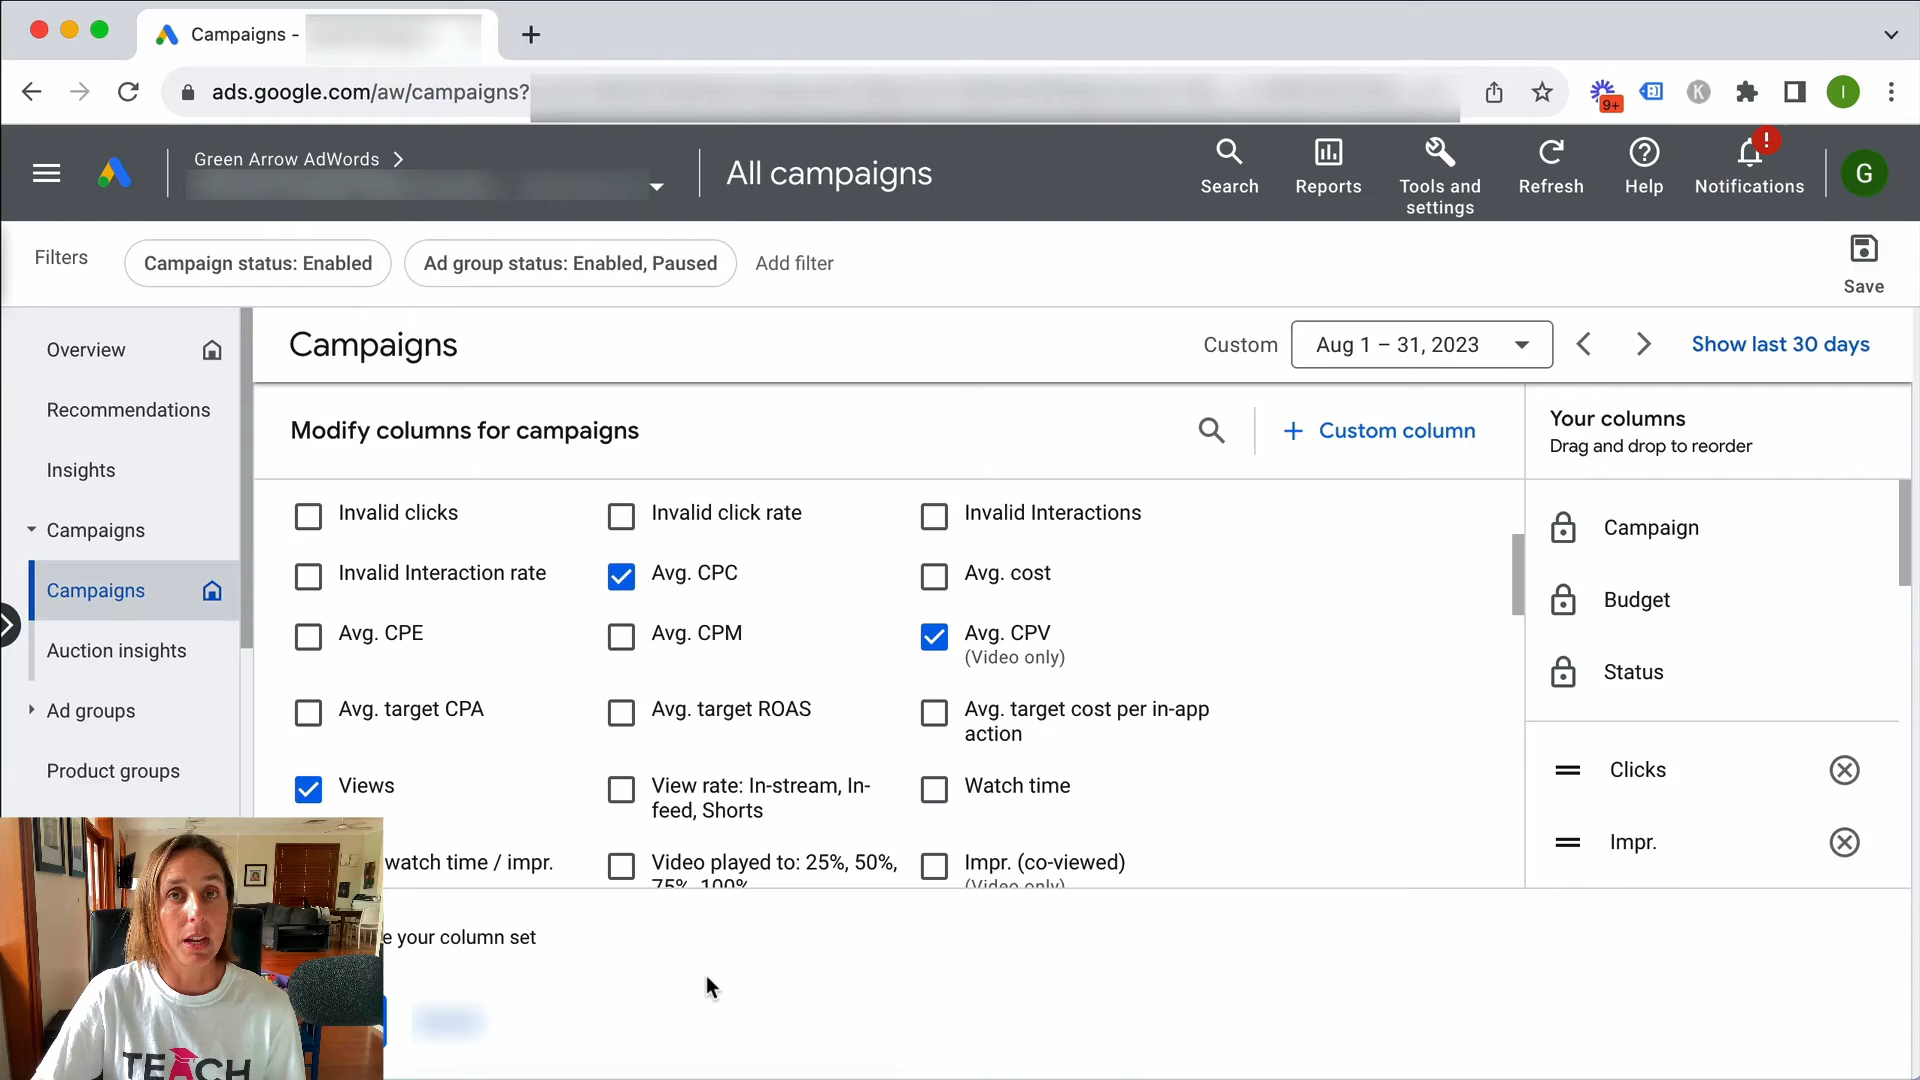 Campaigns -
ads.google.com/aw/campaigns?
9+
K
I
Green Arrow AdWords
All campaigns
Search
Reports
Tools and
settings
Refresh
Help
!
Notifications
G
Filters
Campaign status: Enabled
Ad group status: Enabled, Paused
Add filter
Save
Overview
Recommendations
Insights
Campaigns
Campaigns
Auction insights
Ad groups
Product groups
Campaigns
Custom
Aug 1 – 31, 2023
Show last 30 days
Modify columns for campaigns
+ Custom column
Invalid clicks
Invalid click rate
Invalid Interactions
Invalid Interaction rate
Avg. CPC
Avg. cost
Avg. CPE
Avg. CPM
Avg. CPV
(Video only)
Avg. target CPA
Avg. target ROAS
Avg. target cost per in-app
action
Views
View rate: In-stream, In-
feed, Shorts
Watch time
watch time / impr.
Video played to: 25%, 50%,
75%, 100%
Impr. (co-viewed)
(Video only)
e your column set
Your columns
Drag and drop to reorder
Campaign
Budget
Status
Clicks
Impr.
TEACH